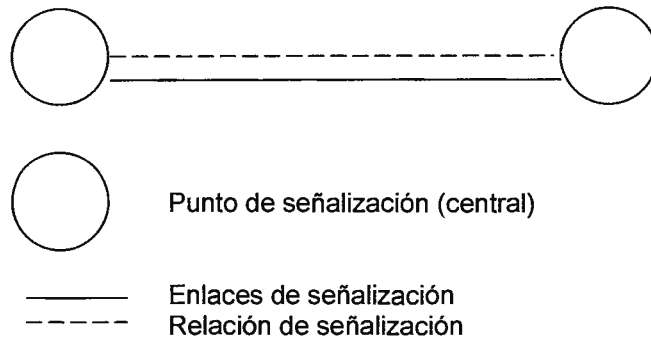 Punto de señalización (central)
Enlaces de señalización
Relación de señalización